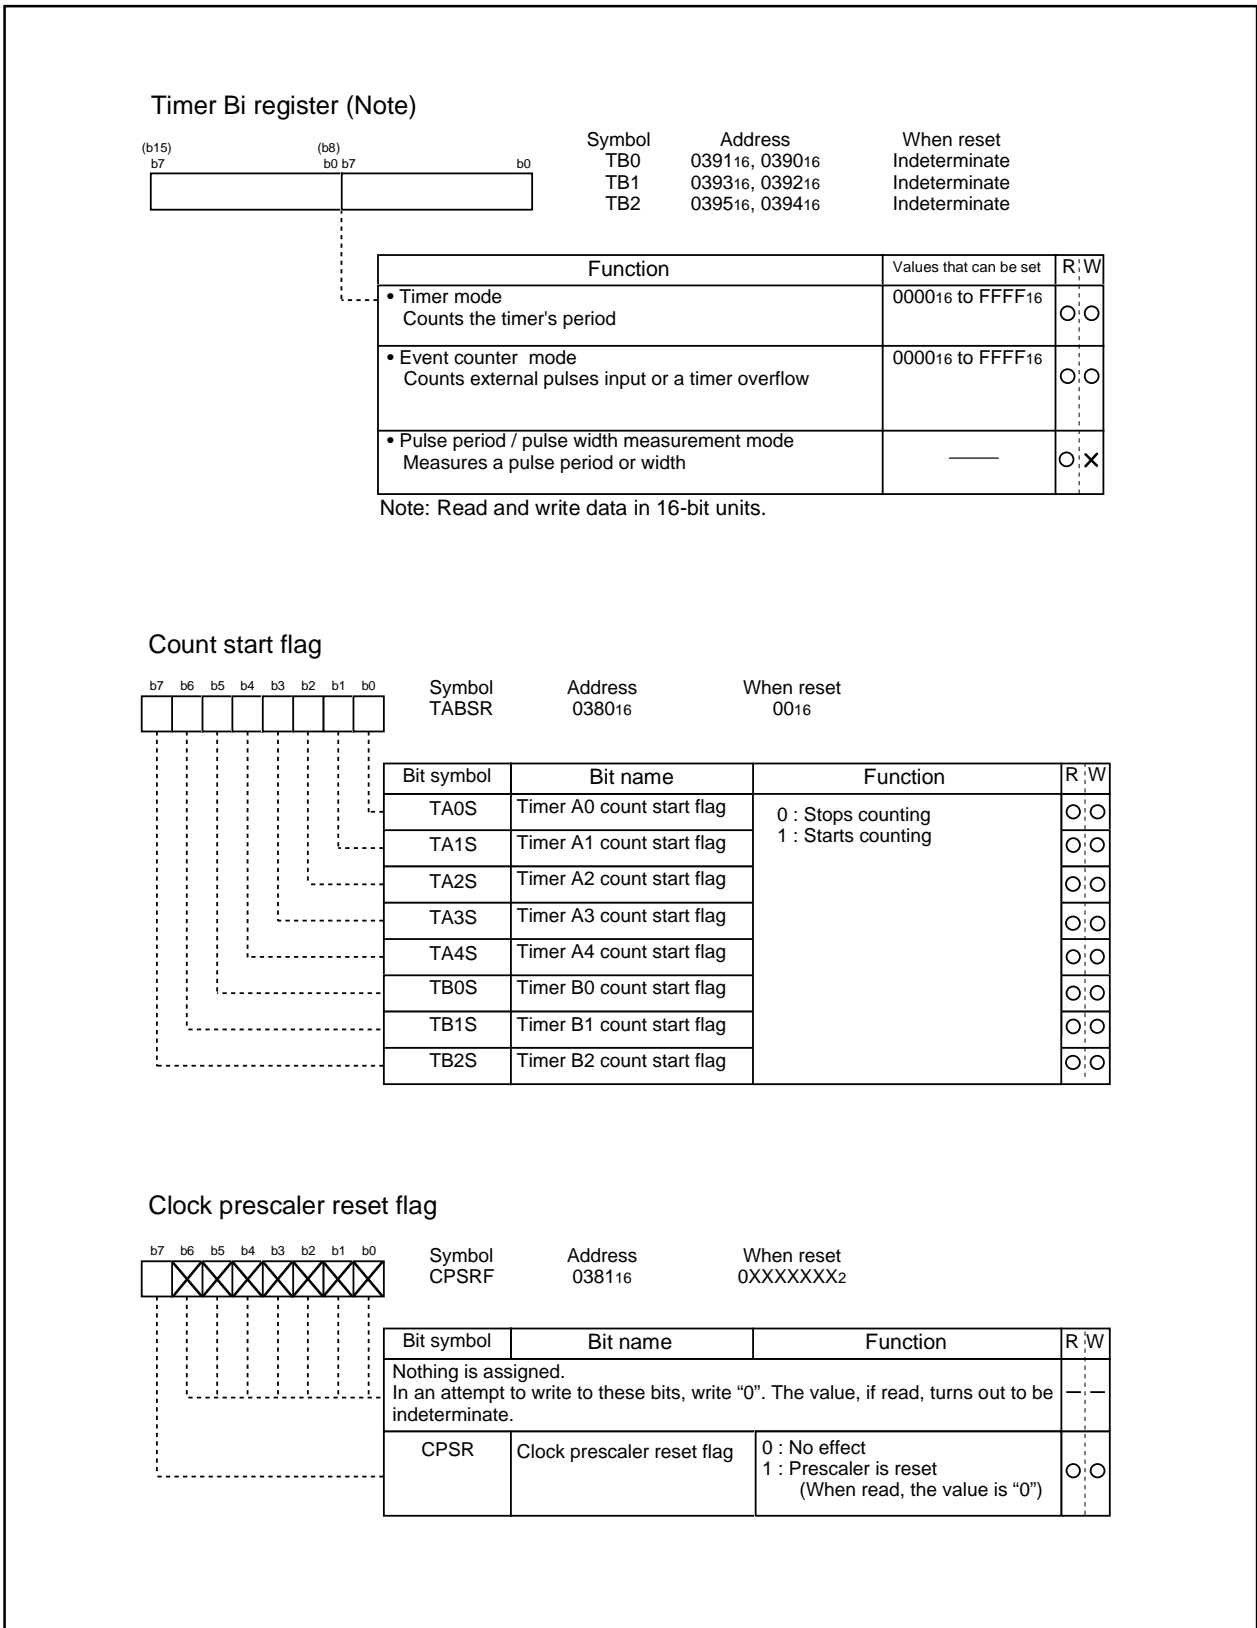 Timer Bi register (Note)
Symbol Address When reset
(b15) (b8)
b7 b0 b7 b0
TB0 039116, 039016 Indeterminate
TB1 039316, 039216 Indeterminate
TB2 039516, 039416 Indeterminate
Function Values that can be set R W
• Timer mode 000016 to FFFF16
Counts the timer's period
• Event counter mode 000016 to FFFF16
Counts external pulses input or a timer overflow
• Pulse period / pulse width measurement mode
Measures a pulse period or width
Note: Read and write data in 16-bit units.
Count start flag
b7 b6 b5 b4 b3 b2 b1 b0
Symbol Address When reset
TABSR 038016 0016
Bit symbol Bit name Function R W
TA0S Timer A0 count start flag 0 : Stops counting
1 : Starts counting
TA1S Timer A1 count start flag
TA2S Timer A2 count start flag
TA3S Timer A3 count start flag
TA4S Timer A4 count start flag
TB0S Timer B0 count start flag
TB1S Timer B1 count start flag
TB2S Timer B2 count start flag
Clock prescaler reset flag
b7 b6 b5 b4 b3 b2 b1 b0
Symbol Address When reset
CPSRF 038116 0XXXXXXX2
Bit symbol Bit name Function R W
Nothing is assigned.
In an attempt to write to these bits, write “0”. The value, if read, turns out to be
indeterminate.
CPSR Clock prescaler reset flag 0 : No effect
1 : Prescaler is reset
(When read, the value is “0”)